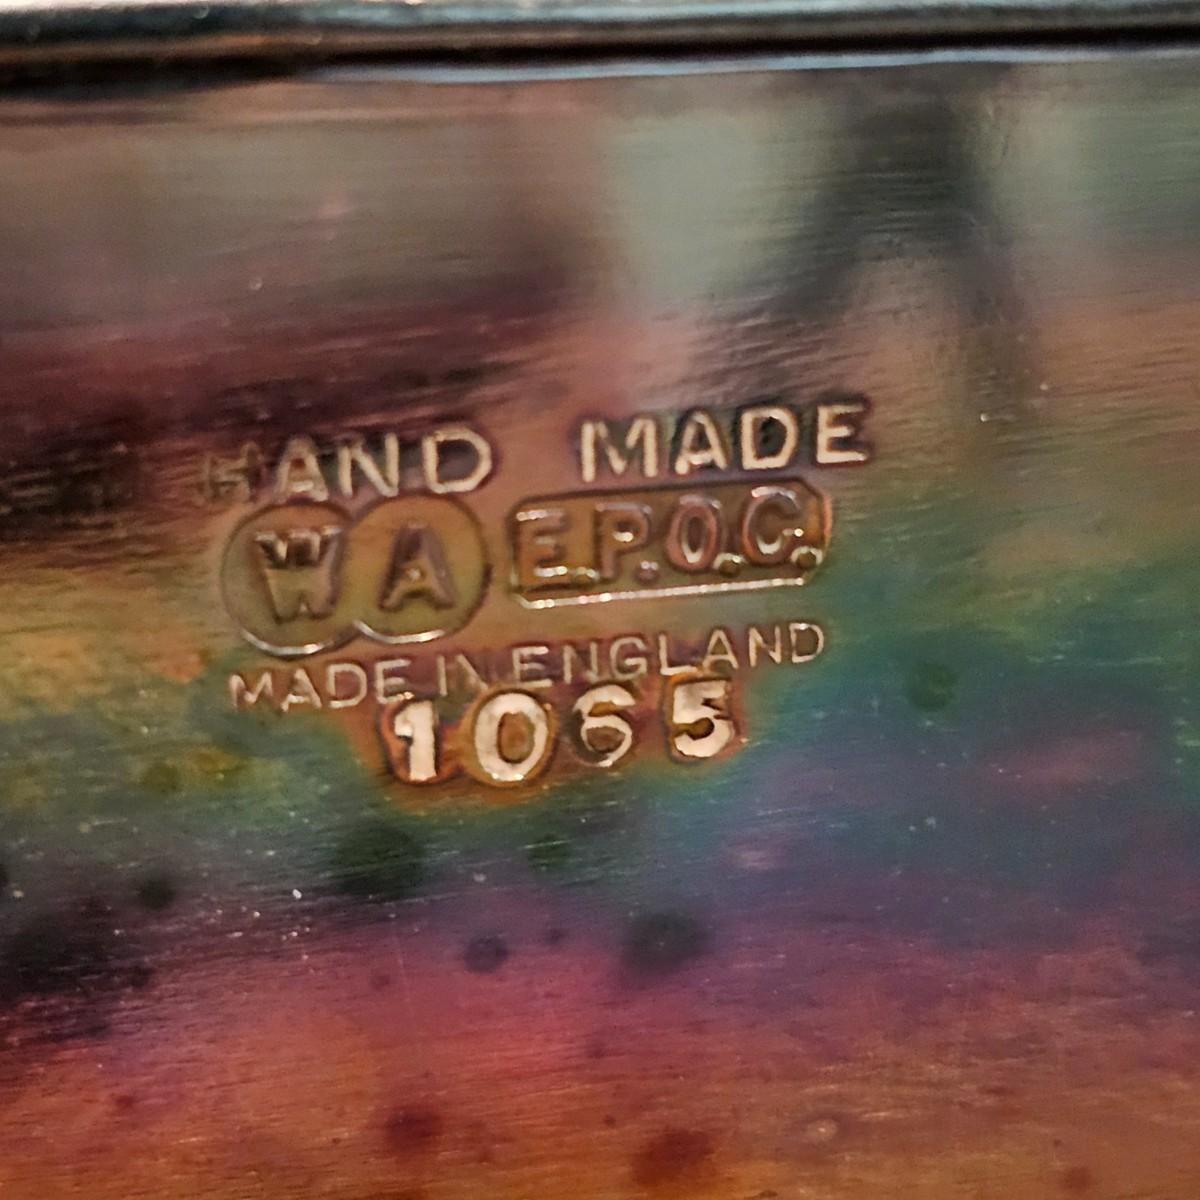 HAND MADE
W A E.P.O.C.
MADE IN ENGLAND
1065